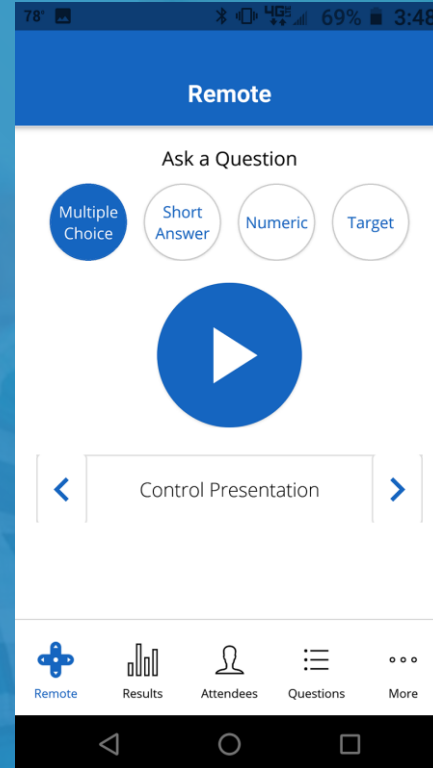 78° 4G 69% 3:48
Remote
Ask a Question
Multiple
Choice
Short
Answer
Numeric
Target
Control Presentation
Remote Results Attendees Questions More